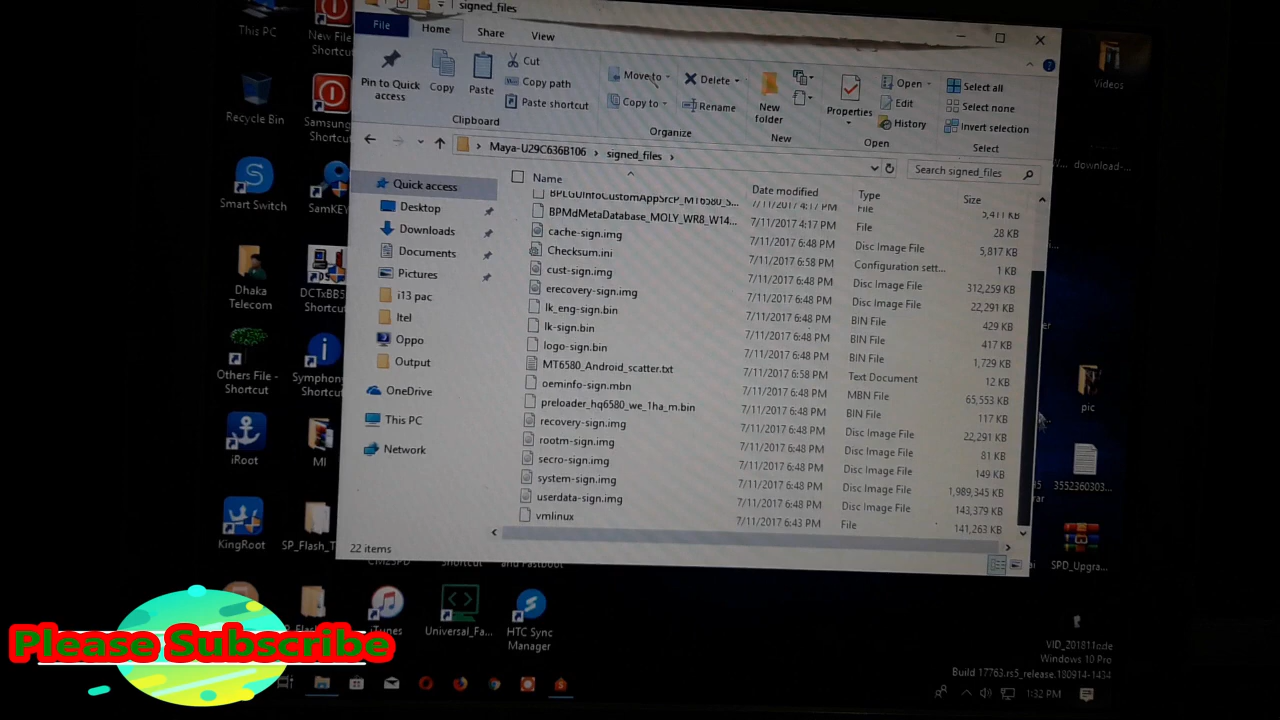 signed_files
File
Home
Share
View
Pin to Quick
access
Copy
Paste
Cut
Copy path
Paste shortcut
Clipboard
Move to
Copy to
Delete
Rename
Organize
New
folder
New
Properties
Open
Edit
History
Open
Select all
Select none
Invert selection
Select
Maya-U29C636B106 > signed_files >
Search signed_files
Name
Date modified
Type
Size
Quick access
Desktop
Downloads
Documents
Pictures
i13 pac
Itel
Oppo
Output
OneDrive
This PC
Network
BPLGUInfoCustomAppSrcP_MT6580_S... 7/11/2017 4:17 PM File 5,411 KB
BPMdMetaDatabase_MOLY_WR8_W14... 7/11/2017 4:17 PM File 28 KB
cache-sign.img 7/11/2017 6:48 PM Disc Image File 5,817 KB
Checksum.ini 7/11/2017 6:58 PM Configuration sett... 1 KB
cust-sign.img 7/11/2017 6:48 PM Disc Image File 312,259 KB
erecovery-sign.img 7/11/2017 6:48 PM Disc Image File 22,291 KB
lk_eng-sign.bin 7/11/2017 6:48 PM BIN File 429 KB
lk-sign.bin 7/11/2017 6:48 PM BIN File 417 KB
logo-sign.bin 7/11/2017 6:48 PM BIN File 1,729 KB
MT6580_Android_scatter.txt 7/11/2017 6:58 PM Text Document 12 KB
oeminfo-sign.mbn 7/11/2017 6:48 PM MBN File 65,553 KB
preloader_hq6580_we_1ha_m.bin 7/11/2017 6:48 PM BIN File 117 KB
recovery-sign.img 7/11/2017 6:48 PM Disc Image File 22,291 KB
rootm-sign.img 7/11/2017 6:48 PM Disc Image File 81 KB
secro-sign.img 7/11/2017 6:48 PM Disc Image File 149 KB
system-sign.img 7/11/2017 6:48 PM Disc Image File 1,989,345 KB
userdata-sign.img 7/11/2017 6:48 PM Disc Image File 143,379 KB
vmlinux 7/11/2017 6:43 PM File 141,263 KB
22 items
This PC
New File
Shortcut
Recycle Bin
Samsung
Shortcut
Smart Switch
SamKEY
Dhaka
Telecom
DCTxBB5
Shortcut
Others File -
Shortcut
Symphony
Shortcut
iRoot
MI
KingRoot
SP_Flash_T
Shortcut
and Fastboot
iTunes
Universal_Fa...
HTC Sync
Manager
Videos
download-...
pic
3552360303...
rar
SPD_Upgra...
Windows 10 Pro
Build 17763.rs5_release.180914-1434
1:32 PM
Please Subscribe